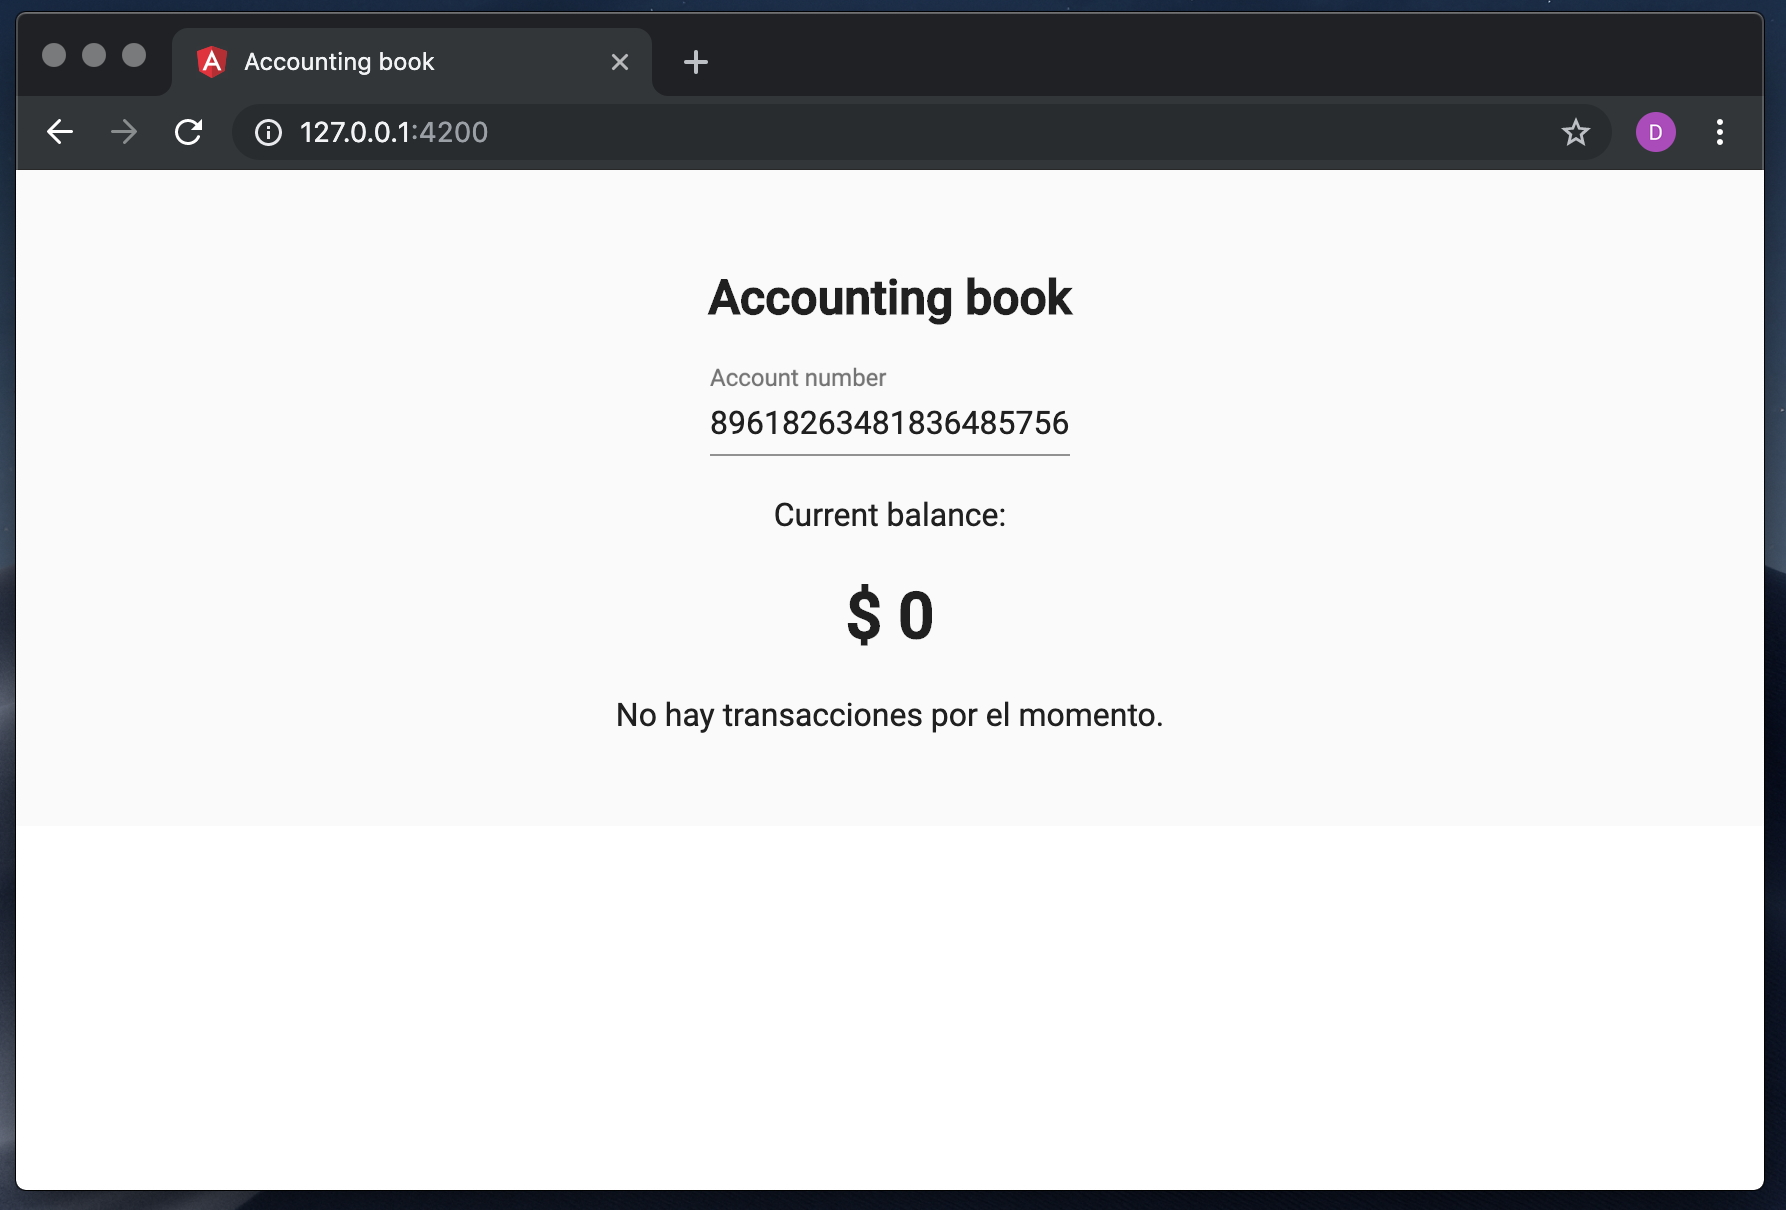 Accounting book
127.0.0.1:4200
D
Accounting book
Account number
89618263481836485756
Current balance:
$ 0
No hay transacciones por el momento.